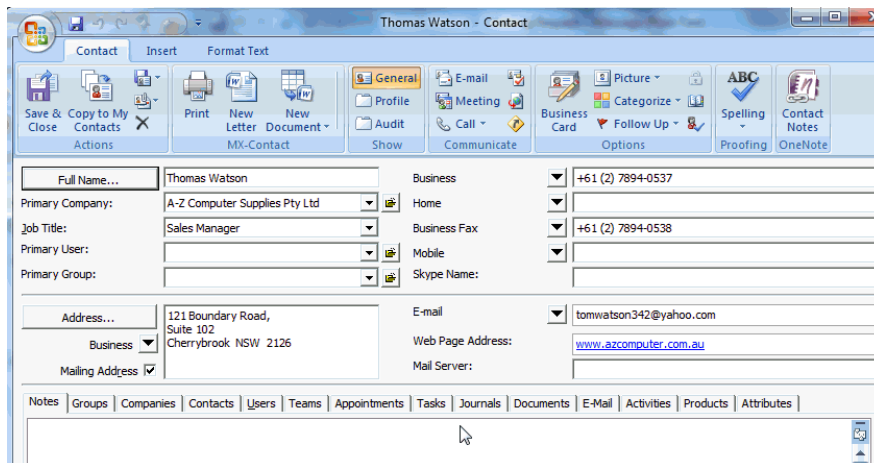 Thomas Watson - Contact
Contact Insert Format Text
Save & Close
Copy to My Contacts
Actions
Print
New Letter
New Document
MX-Contact
General
Profile
Audit
Show
E-mail
Meeting
Call
Communicate
Business Card
Picture
Categorize
Follow Up
Options
ABC
Spelling
Proofing
Contact Notes
OneNote
Full Name... Thomas Watson Business +61 (2) 7894-0537
Primary Company: A-Z Computer Supplies Pty Ltd Home
Job Title: Sales Manager Business Fax +61 (2) 7894-0538
Primary User: Mobile
Primary Group: Skype Name:
Address... 121 Boundary Road, E-mail tomwatson342@yahoo.com
Suite 102
Business Cherrybrook NSW 2126 Web Page Address: www.azcomputer.com.au
Mailing Address Mail Server:
Notes Groups Companies Contacts Users Teams Appointments Tasks Journals Documents E-Mail Activities Products Attributes